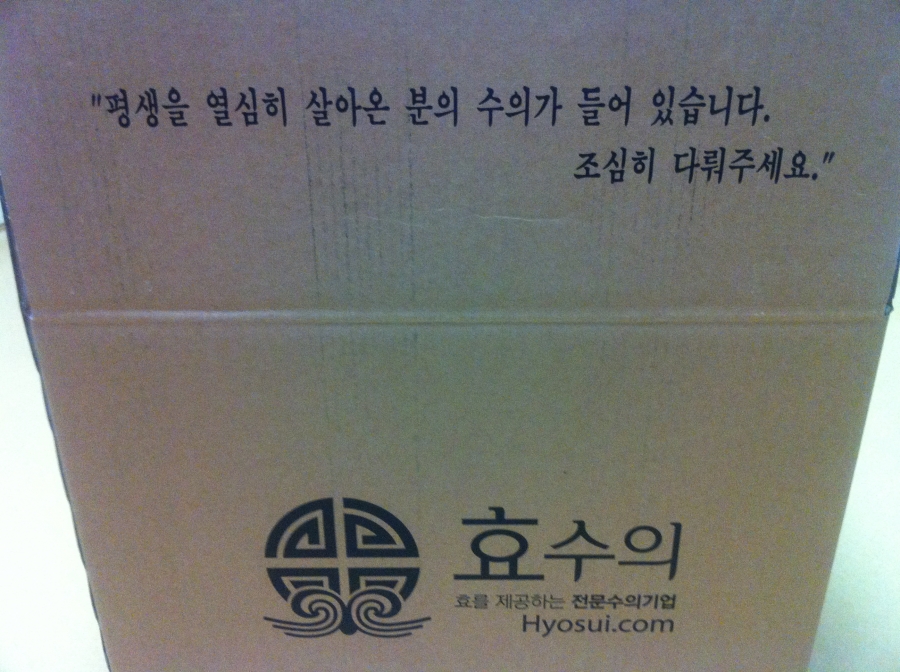 "평생을 열심히 살아온 분의 수의가 들어 있습니다.
조심히 다뤄주세요."
효수의
효를 제공하는 전문수의기업
Hyosui.com